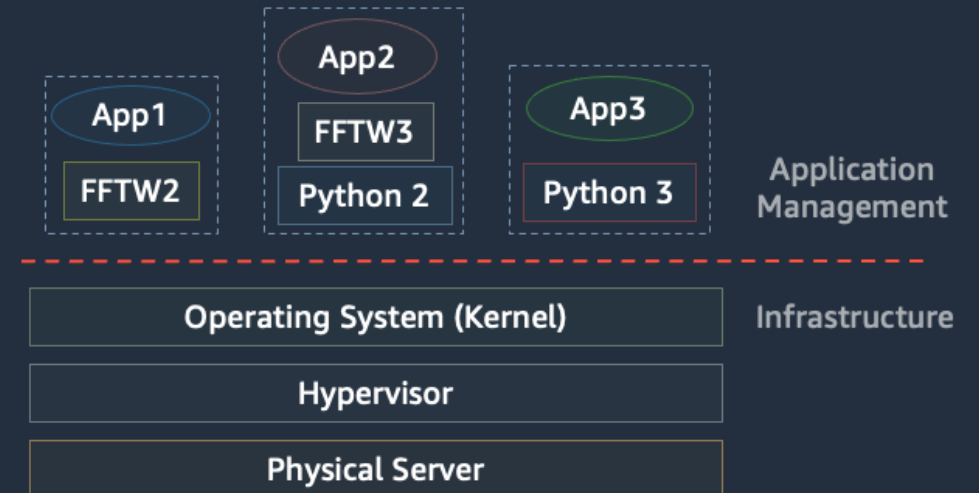 App1
FFTW2
App2
FFTW3
Python 2
App3
Python 3
Application
Management
Operating System (Kernel)
Infrastructure
Hypervisor
Physical Server